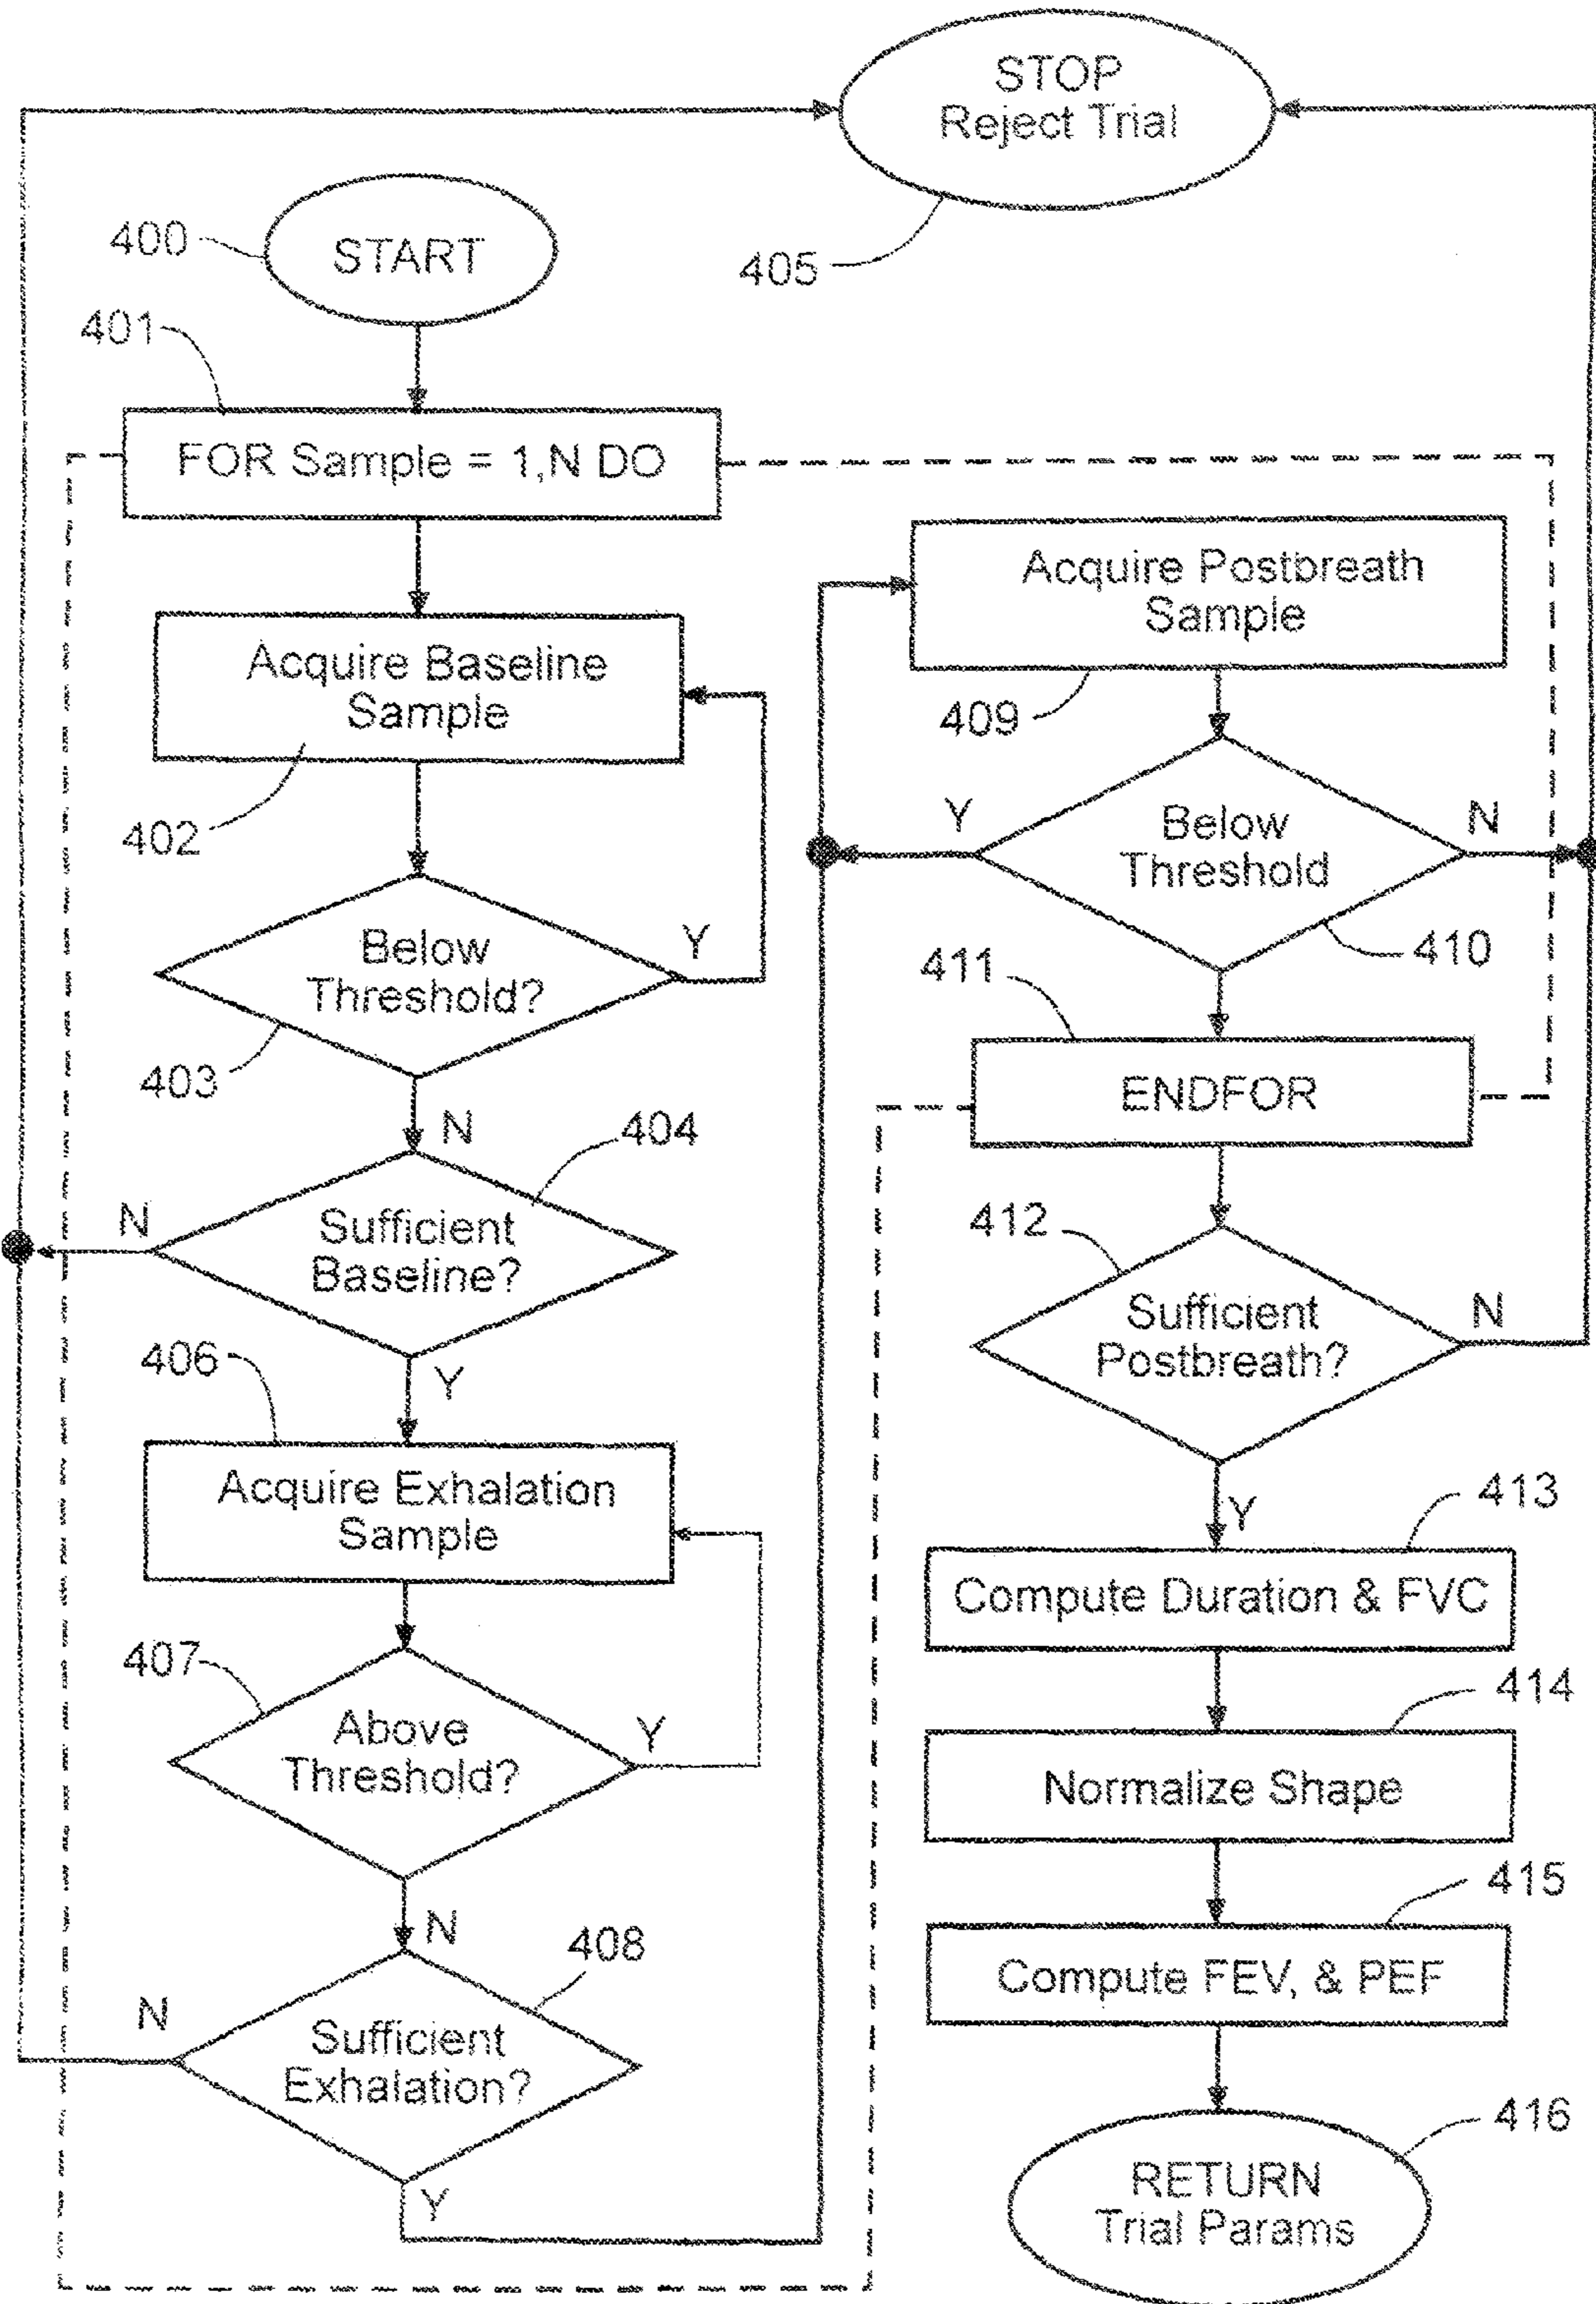 STOP
Reject Trial
405
400
START
401
FOR Sample = 1,N DO
Acquire Baseline
Sample
402
Below
Threshold?
Y
403
N
404
Sufficient
Baseline?
N
Y
406
Acquire Exhalation
Sample
407
Above
Threshold?
Y
N
408
Sufficient
Exhalation?
N
Y
Acquire Postbreath
Sample
409
Below
Threshold
Y
N
410
411
ENDFOR
412
Sufficient
Postbreath?
N
Y
413
Compute Duration & FVC
414
Normalize Shape
415
Compute FEV, & PEF
416
RETURN
Trial Params